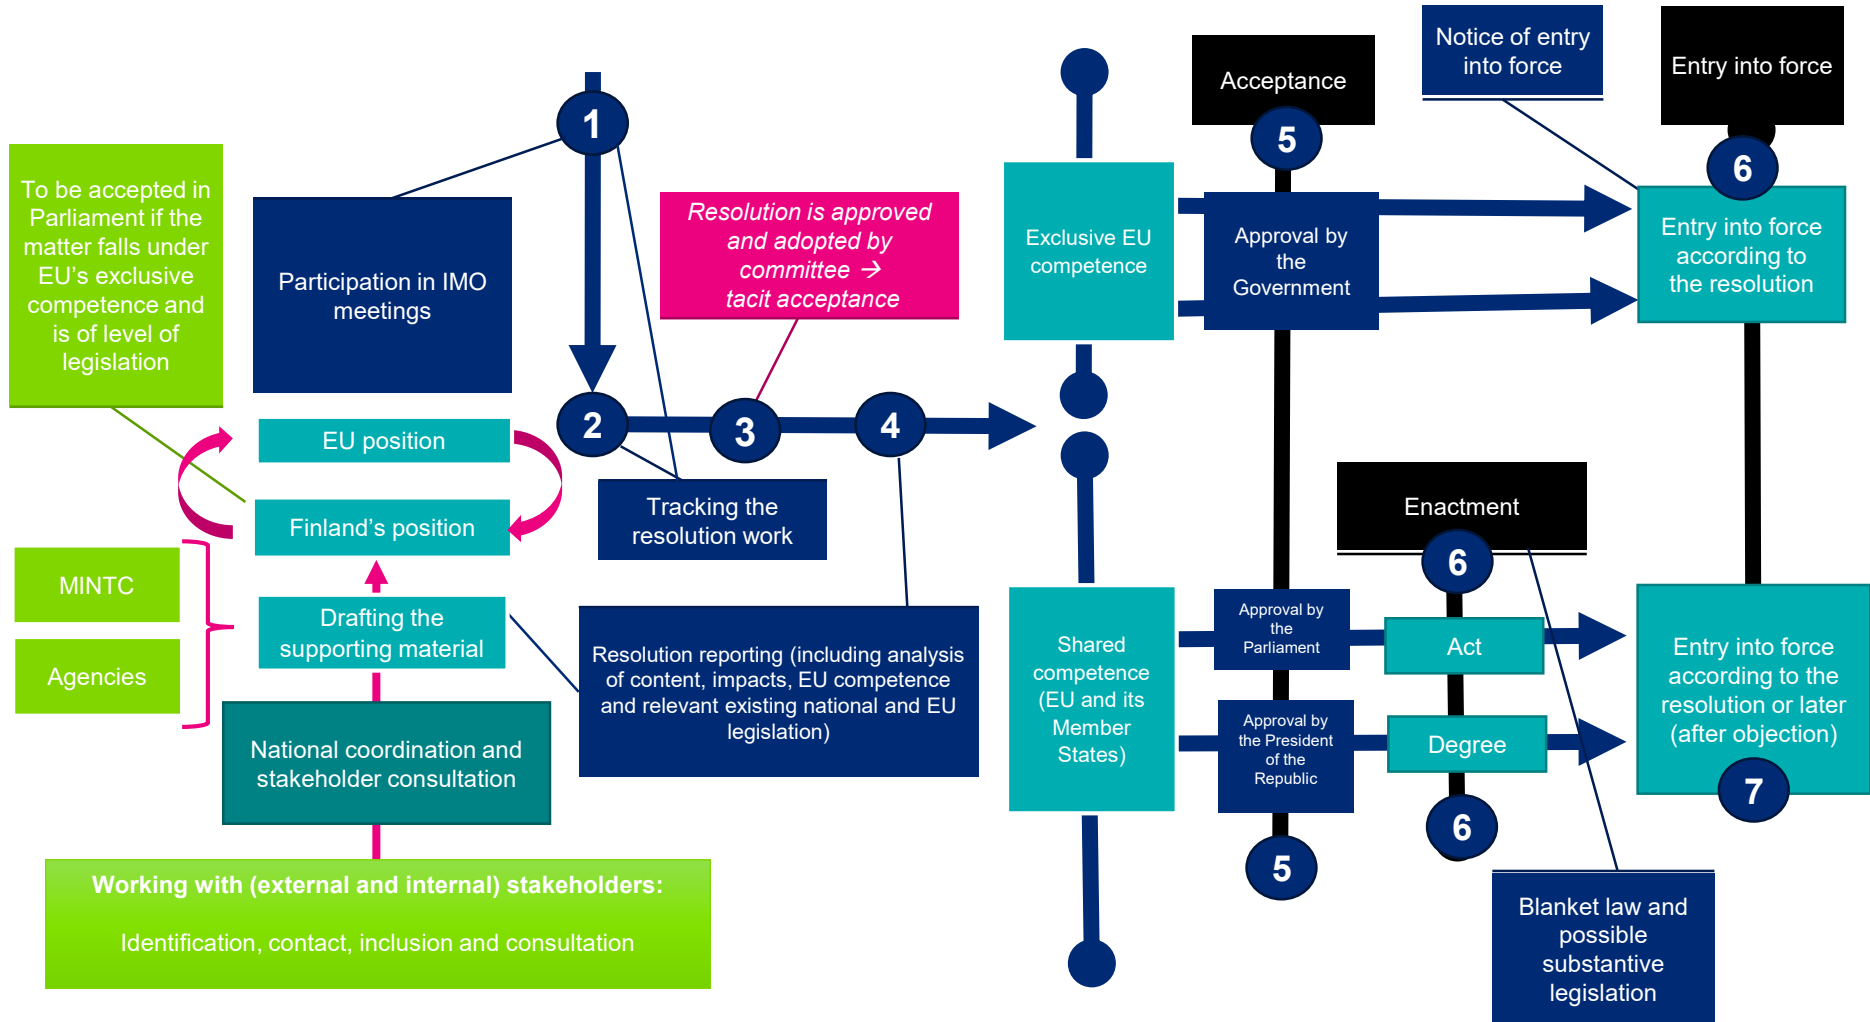 To be accepted in
Parliament if the
matter falls under
EU's exclusive
competence and
is of level of
legislation
1
Participation in IMO
meetings
EU position
Finland's position
MINTC
Agencies
Drafting the
supporting material
National coordination and
stakeholder consultation
Working with (external and internal) stakeholders:
Identification, contact, inclusion and consultation
2
3
4
Resolution is approved
and adopted by
committee →
tacit acceptance
Tracking the
resolution work
Resolution reporting (including analysis
of content, impacts, EU competence
and relevant existing national and EU
legislation)
Exclusive EU
competence
Acceptance
5
Approval by
the
Government
Notice of entry
into force
Entry into force
6
Entry into force
according to
the resolution
Shared
competence
(EU and its
Member
States)
Approval by
the
Parliament
Approval by
the President
of the
Republic
5
Enactment
6
Act
Degree
6
Entry into force
according to the
resolution or later
(after objection)
7
Blanket law and
possible
substantive
legislation